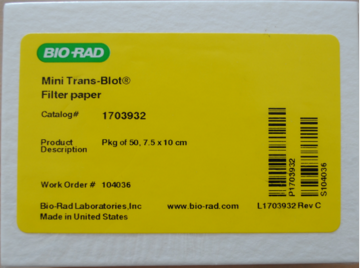 BIO-RAD
Mini Trans-Blot®
Filter paper
Catalog# 1703932
Product Description Pkg of 50, 7.5 x 10 cm
Work Order # 104036
Bio-Rad Laboratories,Inc www.bio-rad.com L1703932 Rev C
Made in United States
P1703932
S104036